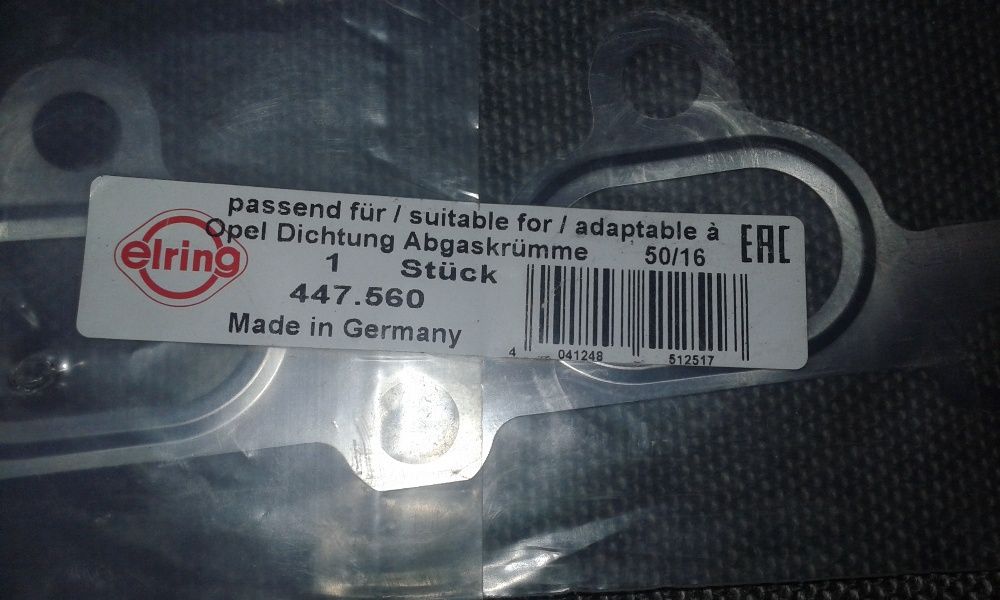 elring
passend für / suitable for / adaptable à
Opel Dichtung Abgaskrümme 50/16
EAC
1 Stück
447.560
Made in Germany
4 041248 512517